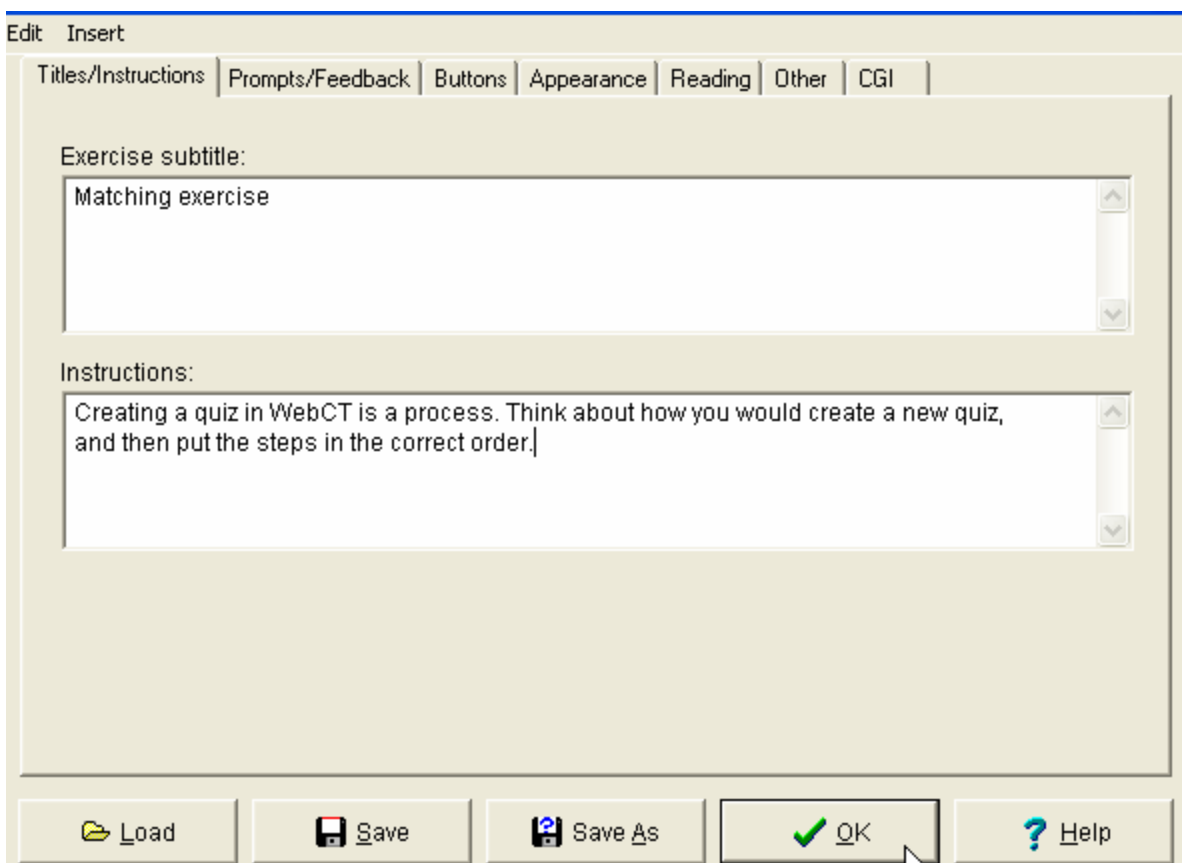 Edit Insert
Titles/Instructions Prompts/Feedback Buttons Appearance Reading Other CGI
Exercise subtitle:
Matching exercise
Instructions:
Creating a quiz in WebCT is a process. Think about how you would create a new quiz,
and then put the steps in the correct order.
Load Save Save As OK Help